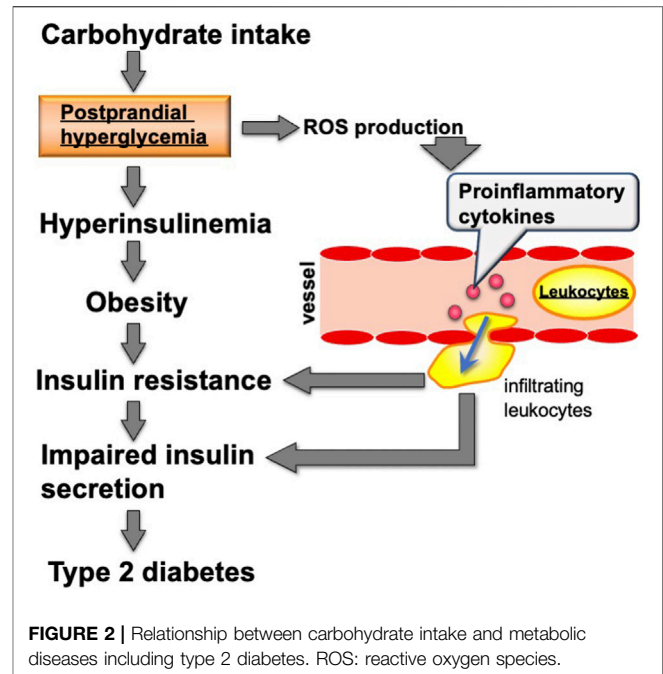 Carbohydrate intake
Postprandial
hyperglycemia
ROS production
Proinflammatory
cytokines
Hyperinsulinemia
vessel
Leukocytes
Obesity
Insulin resistance
infiltrating
leukocytes
Impaired insulin
secretion
Type 2 diabetes
FIGURE 2 | Relationship between carbohydrate intake and metabolic
diseases including type 2 diabetes. ROS: reactive oxygen species.